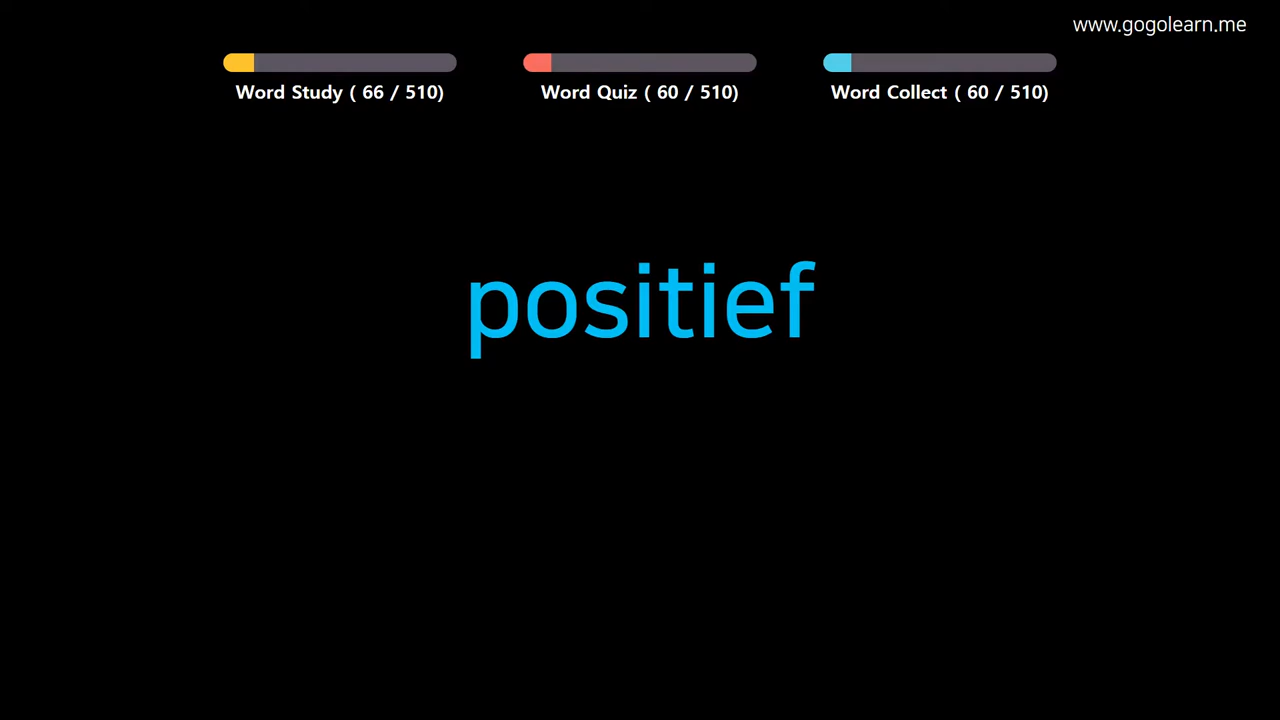 www.gogolearn.me
Word Study ( 66 / 510)
Word Quiz ( 60 / 510)
Word Collect ( 60 / 510)
positief